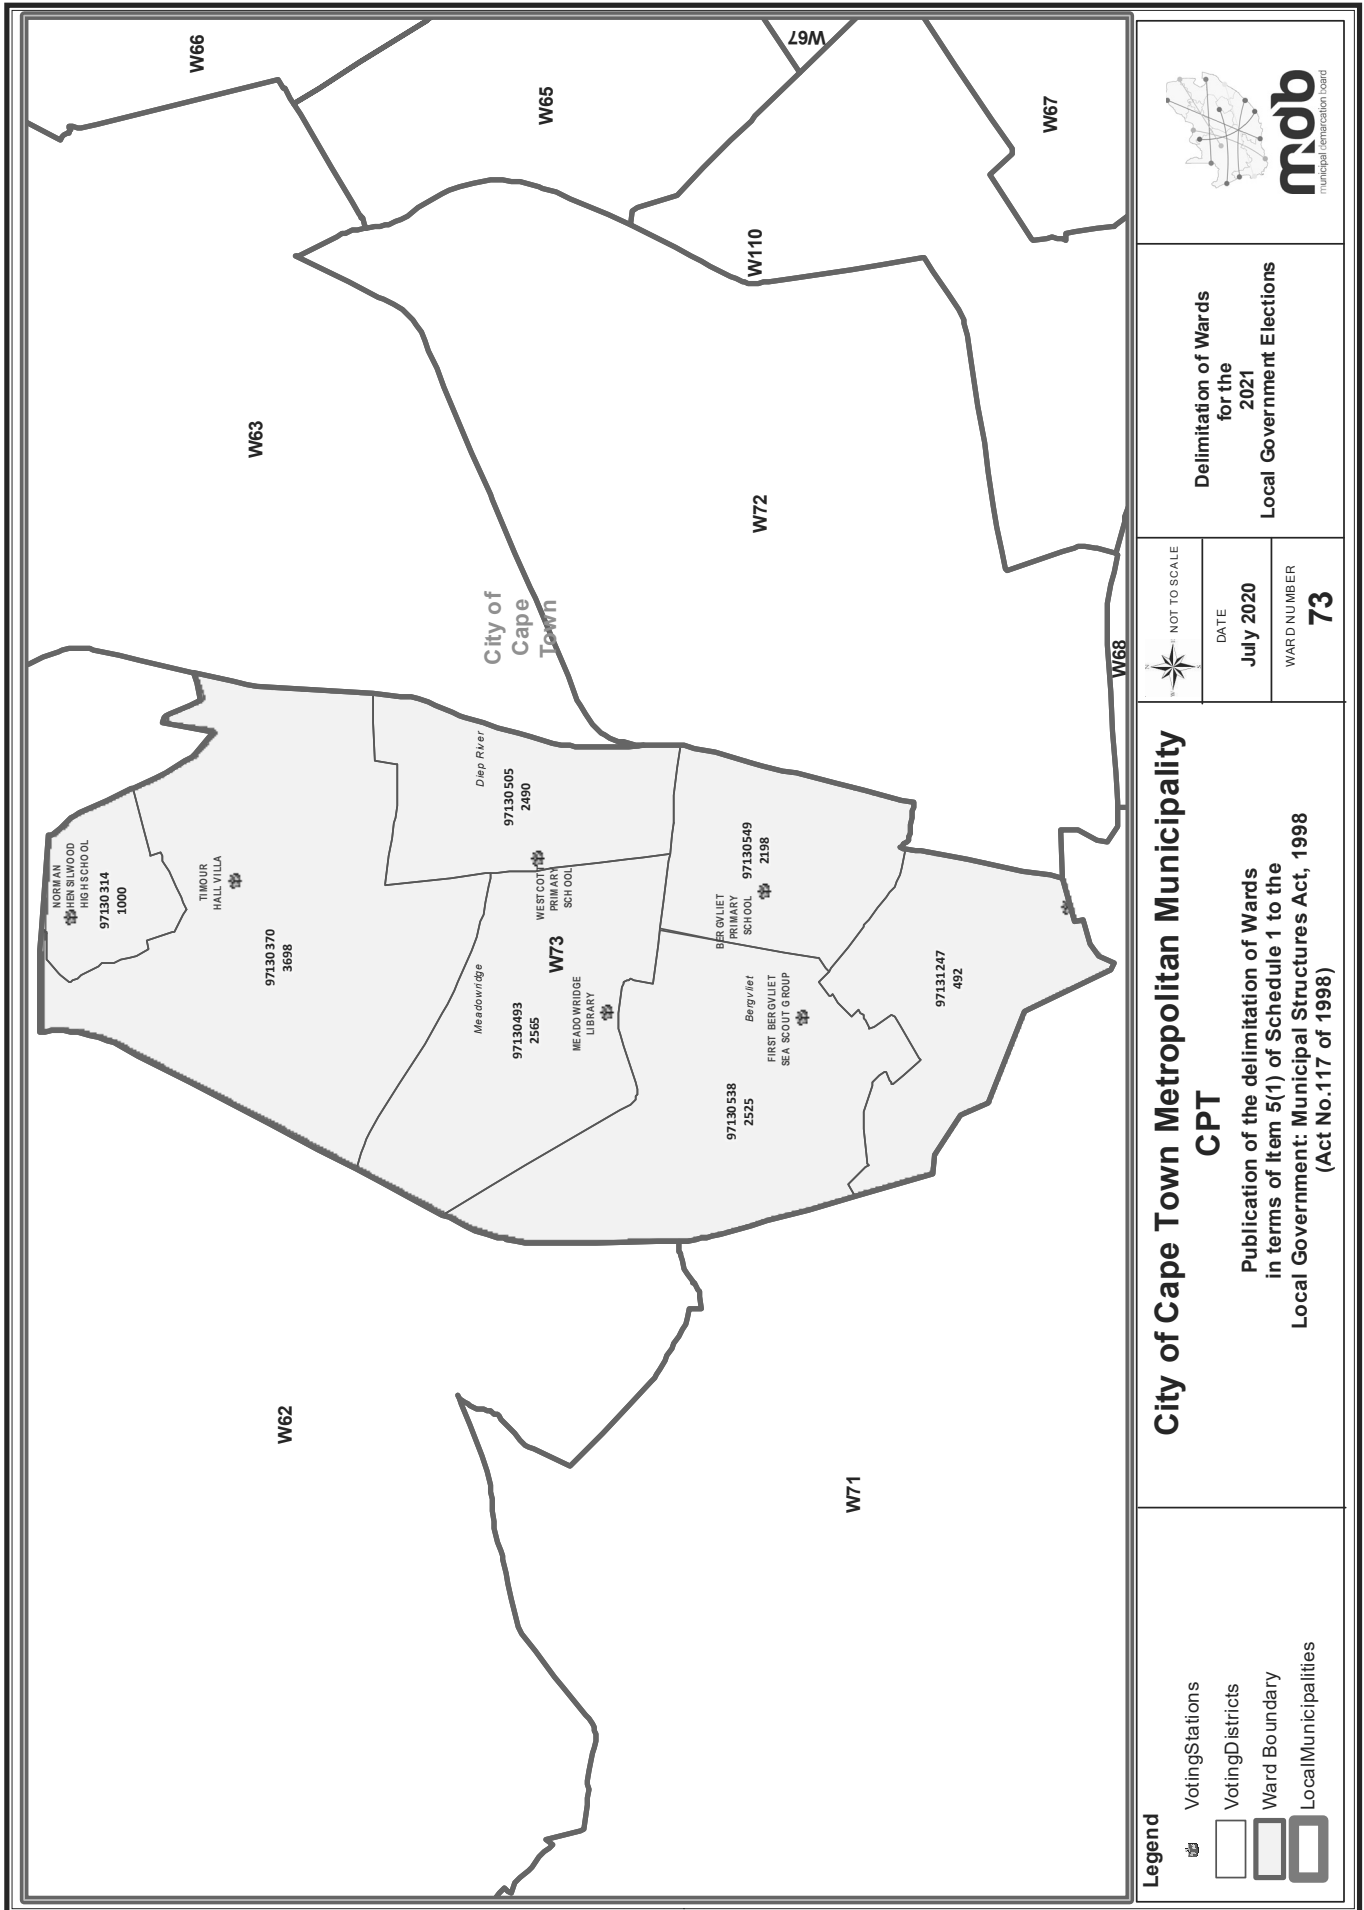 W66
W65
W67
W67
W63
W110
W72
City of
Cape
Town
W68
NORMAN
HENSILWOOD
HIGH SCHOOL
97130314
1000
TIMOUR
HALL VILLA
97130370
3698
Diep River
97130505
2490
WESTCOTT
PRIMARY
SCHOOL
W73
Meadowridge
97130493
2565
MEADOWRIDGE
LIBRARY
97130549
2198
BERGVLIET
PRIMARY
SCHOOL
Bergvliet
FIRST BERGVLIET
SEA SCOUT GROUP
97130538
2525
97131247
492
W62
W71
Legend
VotingStations
VotingDistricts
Ward Boundary
LocalMunicipalities
City of Cape Town Metropolitan Municipality
CPT
Publication of the delimitation of Wards
in terms of Item 5(1) of Schedule 1 to the
Local Government: Municipal Structures Act, 1998
(Act No.117 of 1998)
N
W
E
S
NOT TO SCALE
DATE
July 2020
WARD NUMBER
73
Delimitation of Wards
for the
2021
Local Government Elections
mdb
municipal demarcation board